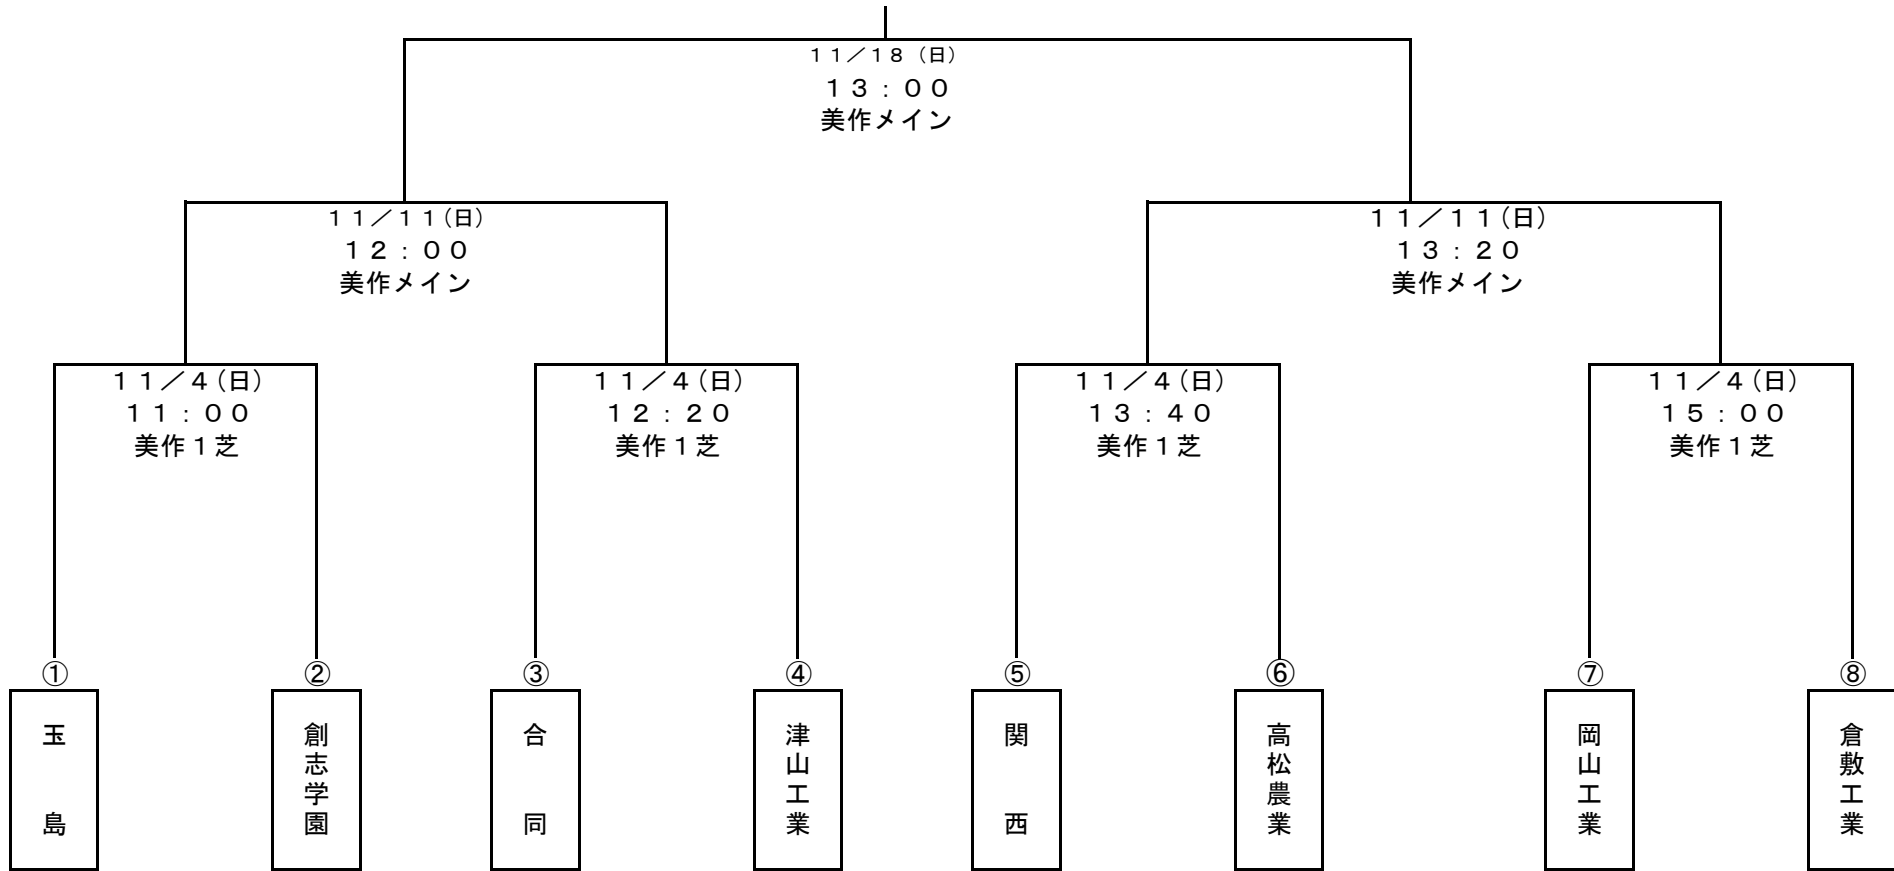 １１／１８（日）
１３：００
美作メイン
１１／１１（日）
１２：００
美作メイン
１１／１１（日）
１３：２０
美作メイン
１１／４（日）
１１：００
美作１芝
１１／４（日）
１２：２０
美作１芝
１１／４（日）
１３：４０
美作１芝
１１／４（日）
１５：００
美作１芝
①
②
③
④
⑤
⑥
⑦
⑧
玉島
創志学園
合同
津山工業
関西
高松農業
岡山工業
倉敷工業